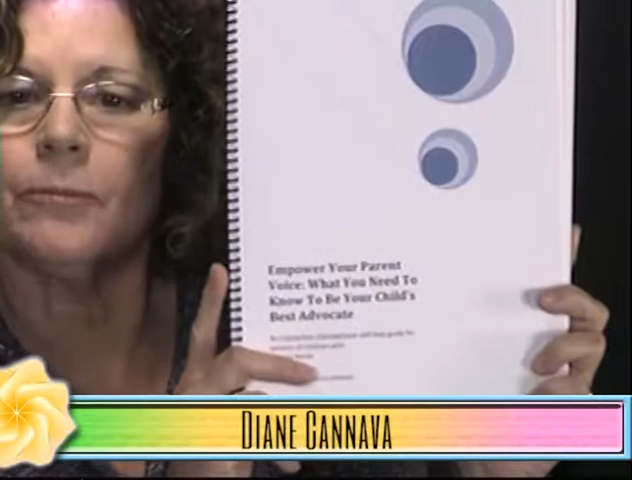 Empower Your Parent
Voice: What You Need To
Know To Be Your Child's
Best Advocate
DIANE CANNAVA